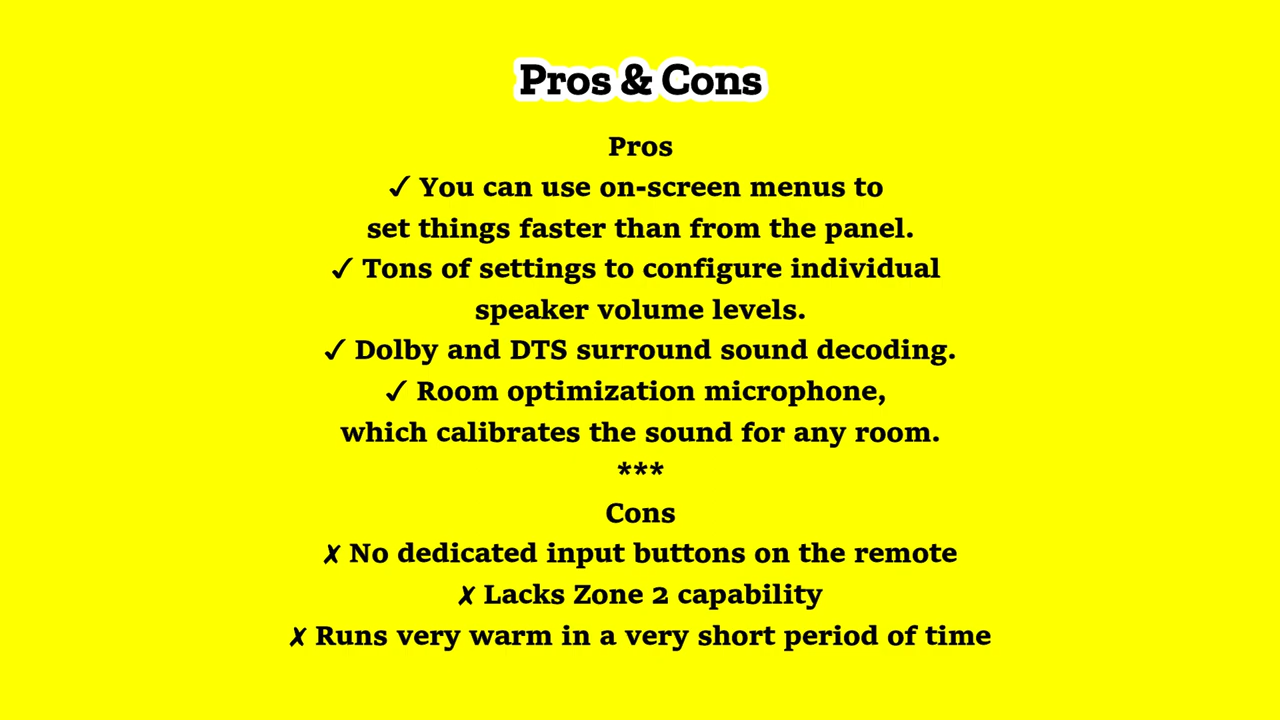 Pros & Cons
Pros
✓ You can use on-screen menus to
set things faster than from the panel.
✓ Tons of settings to configure individual
speaker volume levels.
✓ Dolby and DTS surround sound decoding.
✓ Room optimization microphone,
which calibrates the sound for any room.
***
Cons
✗ No dedicated input buttons on the remote
✗ Lacks Zone 2 capability
✗ Runs very warm in a very short period of time